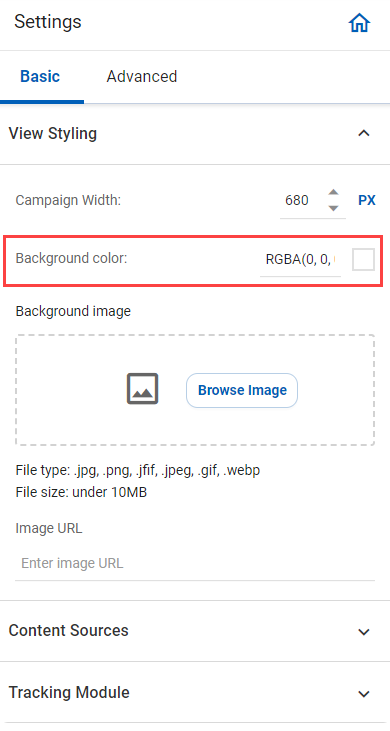 Settings
Basic Advanced
View Styling
Campaign Width: 680 PX
Background color: RGBA(0, 0,
Background image
Browse Image
File type: .jpg, .png, .jfif, .jpeg, .gif, .webp
File size: under 10MB
Image URL
Enter image URL
Content Sources
Tracking Module